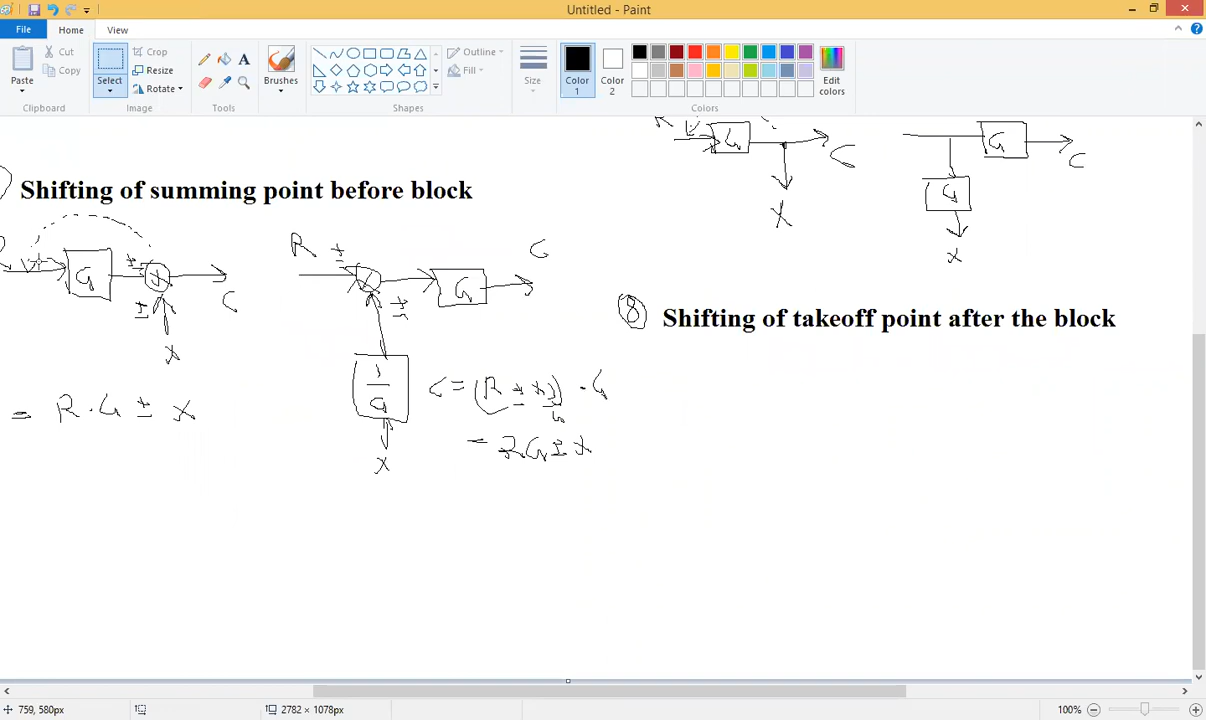 Untitled - Paint
File
Home
View
Paste
Cut
Copy
Clipboard
Select
Crop
Resize
Rotate
Image
A
Tools
Brushes
Outline
Fill
Shapes
Size
Color 1
Color 2
Edit colors
Colors
R
G
C
X
G
C
G
X
Shifting of summing point before block
G
±
±
C
X
= R.G ± X
R ±
±
G
C
1/G
X
C = (R ± X 1/G) . G
= RG ± X
8 Shifting of takeoff point after the block
759, 580px
2782 × 1078px
100%